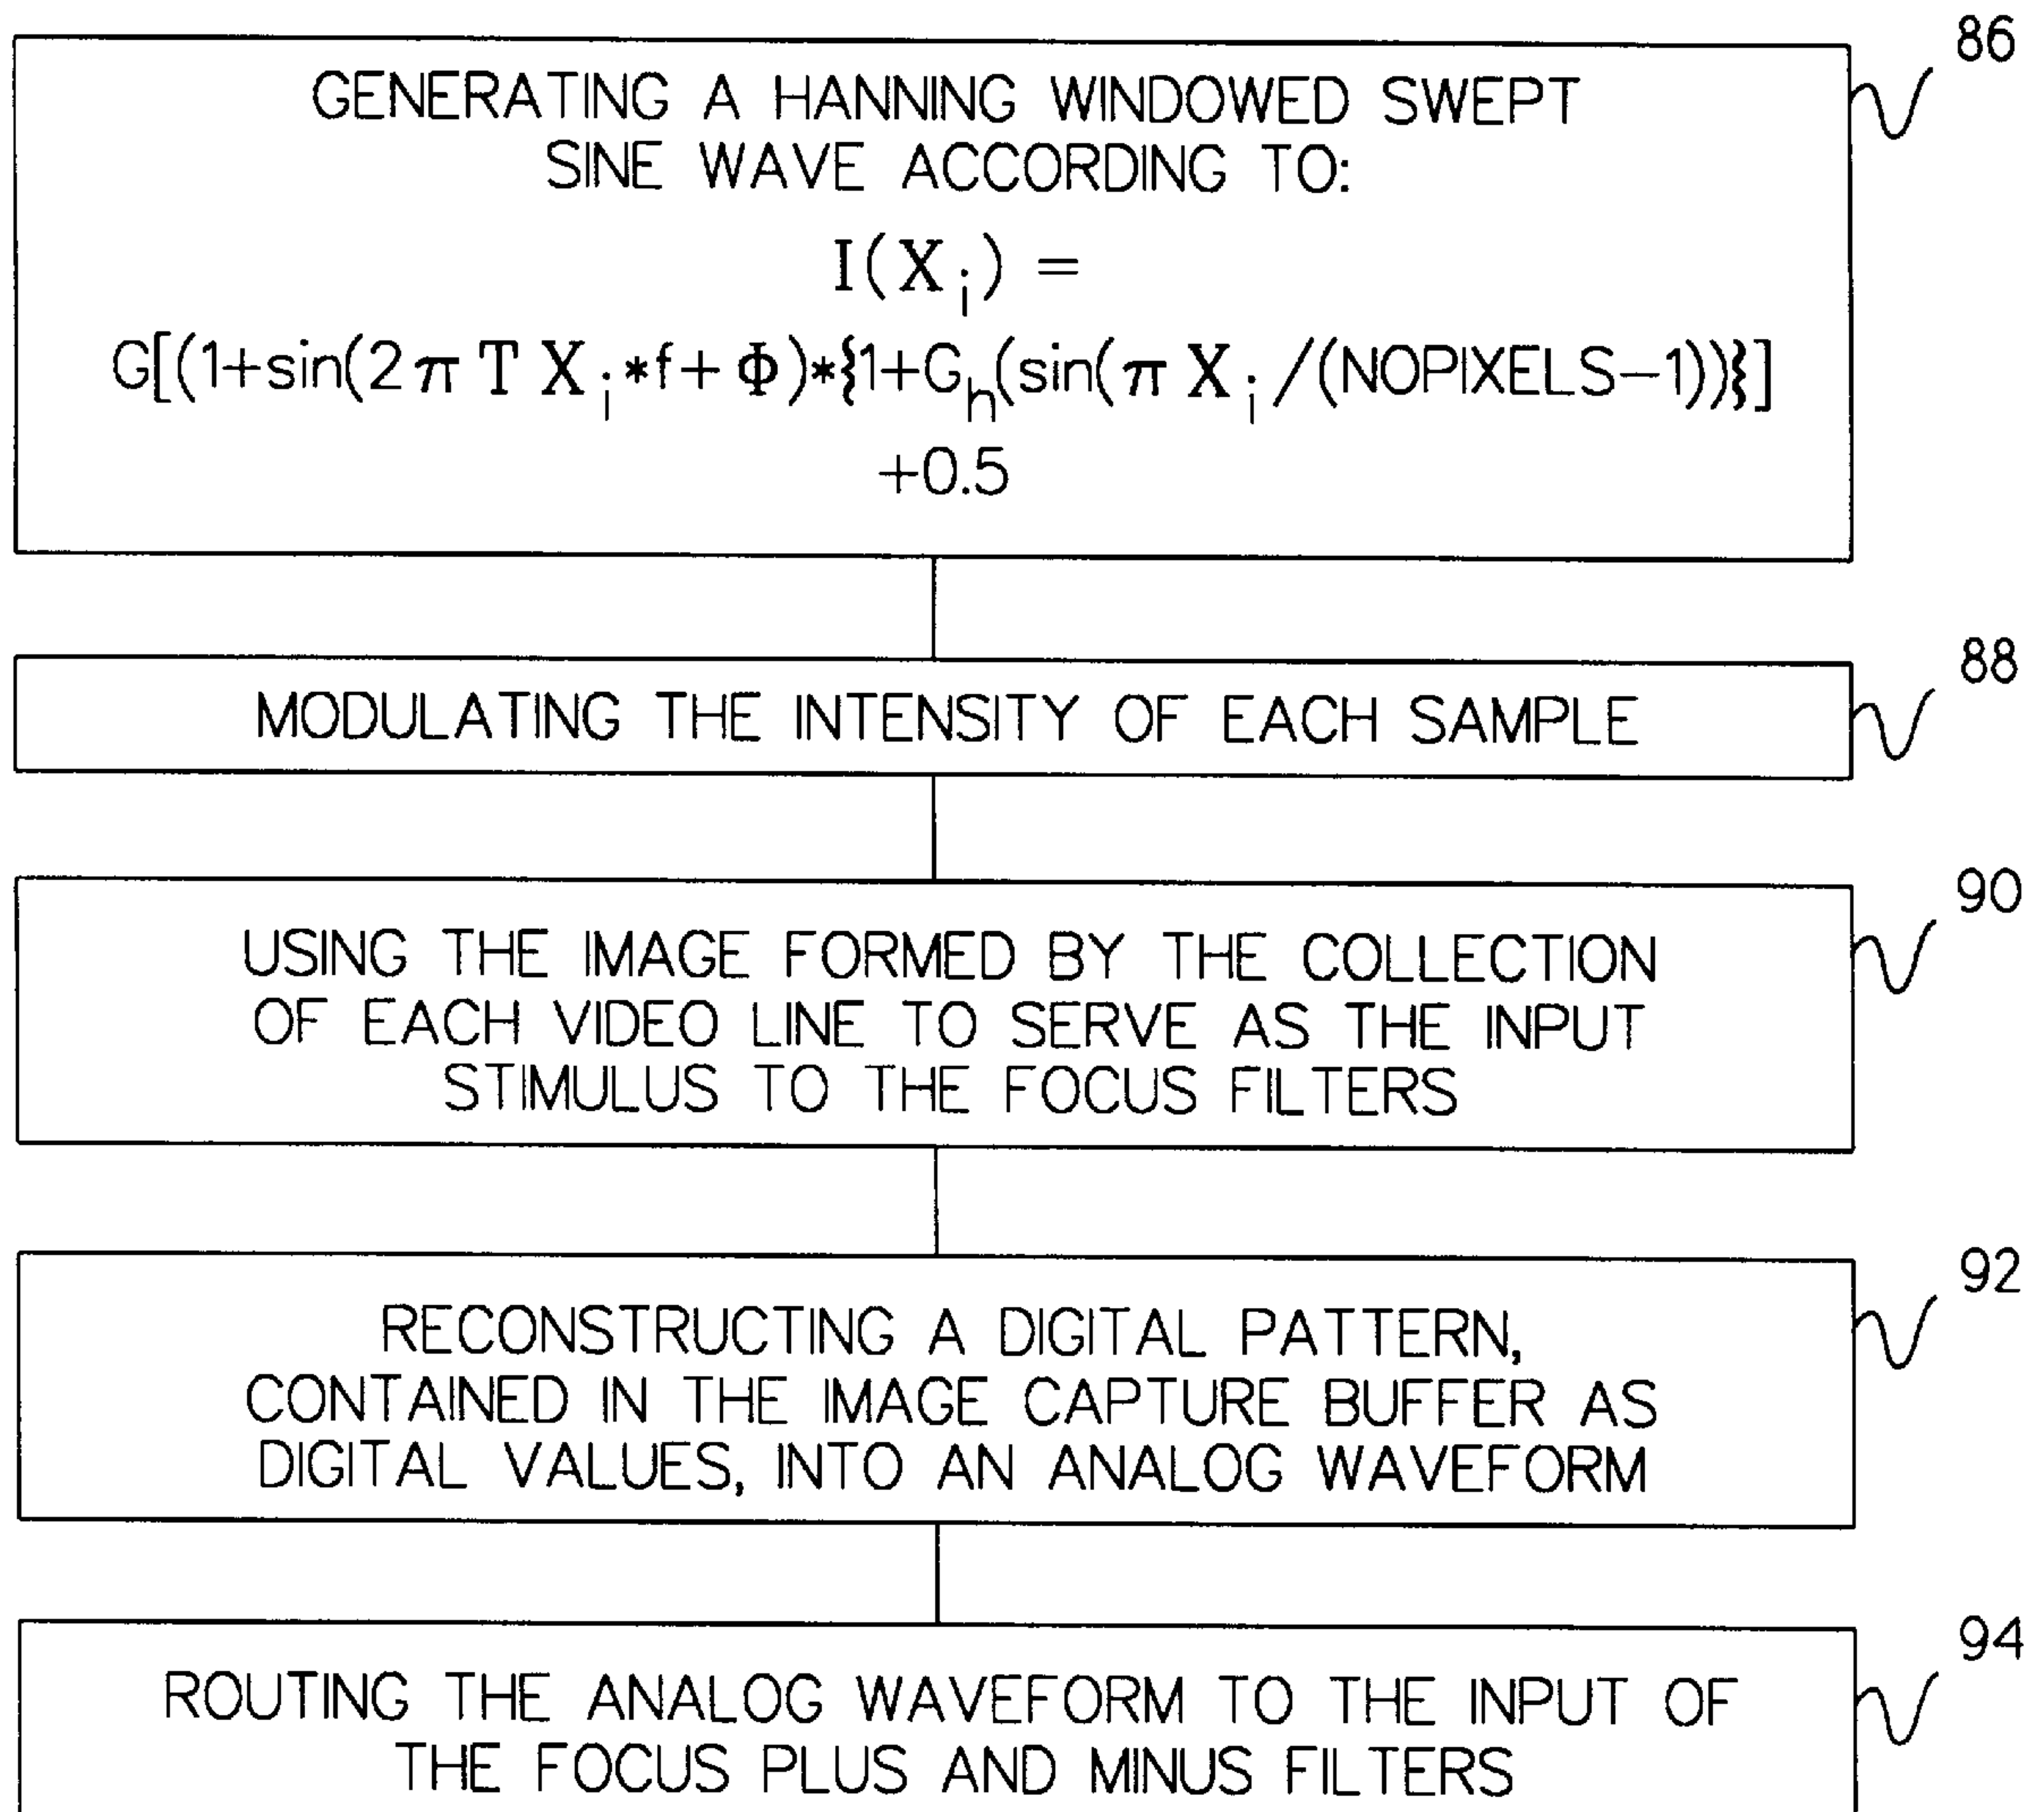 86
GENERATING A HANNING WINDOWED SWEPT
SINE WAVE ACCORDING TO:
I(X_i) =
G[(1+sin(2πTX_i*f+Φ)*{1+G_h(sin(πX_i/(NOPIXELS-1))}]
+0.5
88
MODULATING THE INTENSITY OF EACH SAMPLE
90
USING THE IMAGE FORMED BY THE COLLECTION
OF EACH VIDEO LINE TO SERVE AS THE INPUT
STIMULUS TO THE FOCUS FILTERS
92
RECONSTRUCTING A DIGITAL PATTERN,
CONTAINED IN THE IMAGE CAPTURE BUFFER AS
DIGITAL VALUES, INTO AN ANALOG WAVEFORM
94
ROUTING THE ANALOG WAVEFORM TO THE INPUT OF
THE FOCUS PLUS AND MINUS FILTERS